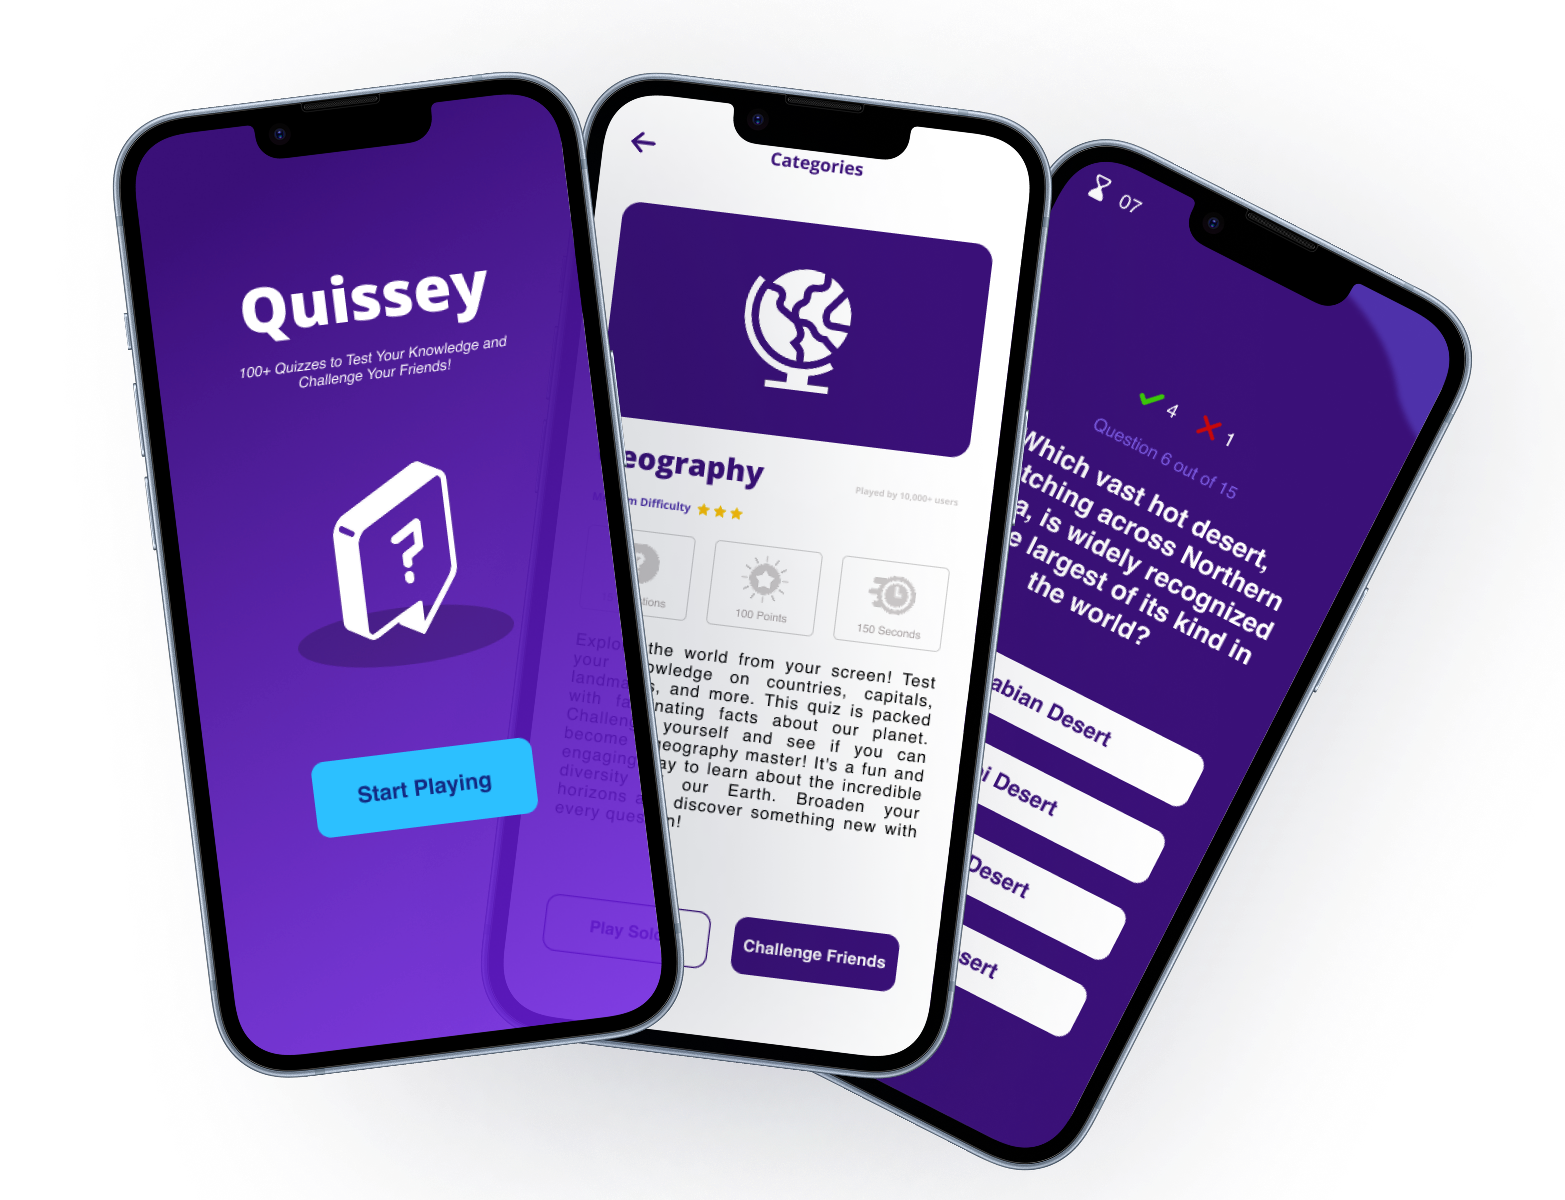 Quissey
100+ Quizzes to Test Your Knowledge and
Challenge Your Friends!
?
Start Playing
Categories
eography
Played by 10,000+ users
m Difficulty
tions
100 Points
150 Seconds
Explo the world from your screen! Test
your wledge on countries, capitals,
landma s, and more. This quiz is packed
with fa nating facts about our planet.
Challeng yourself and see if you can
become geography master! It's a fun and
engaging ay to learn about the incredible
diversity our Earth. Broaden your
horizons a discover something new with
every ques n!
Play Solo
Challenge Friends
07
4
1
Question 6 out of 15
Which vast hot desert,
tching across Northern
a, is widely recognized
e largest of its kind in
the world?
abian Desert
i Desert
Desert
sert